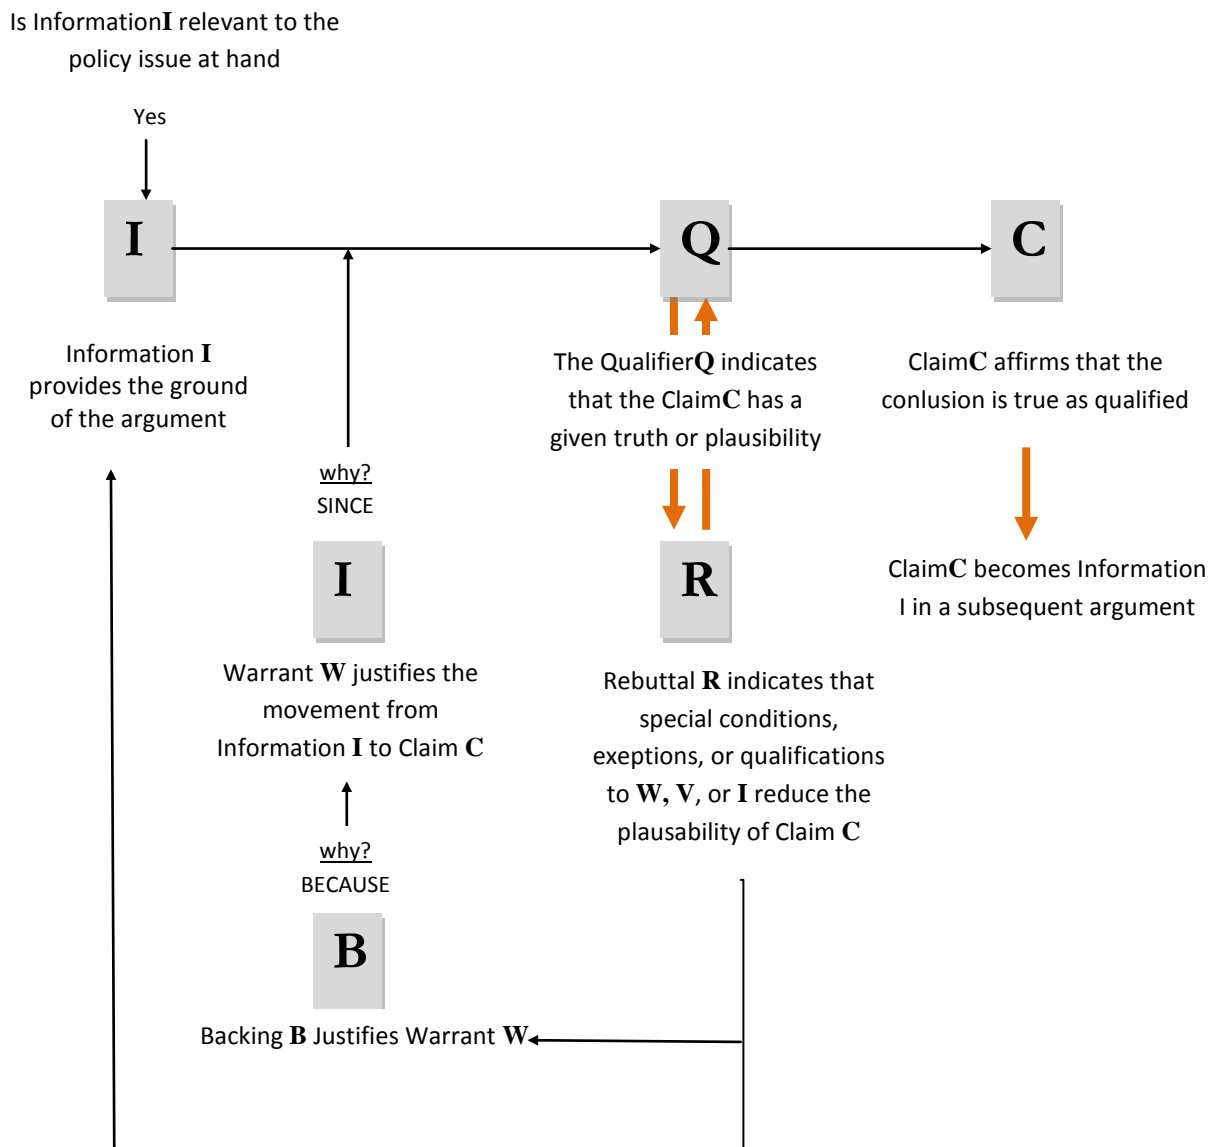 Is InformationI relevant to the
policy issue at hand
Yes
I
Q
C
Information I
provides the ground
of the argument
The QualifierQ indicates
that the ClaimC has a
given truth or plausibility
ClaimC affirms that the
conlusion is true as qualified
why?
SINCE
I
R
ClaimC becomes Information
I in a subsequent argument
Warrant W justifies the
movement from
Information I to Claim C
Rebuttal R indicates that
special conditions,
exeptions, or qualifications
to W, V, or I reduce the
plausability of Claim C
why?
BECAUSE
B
Backing B Justifies Warrant W